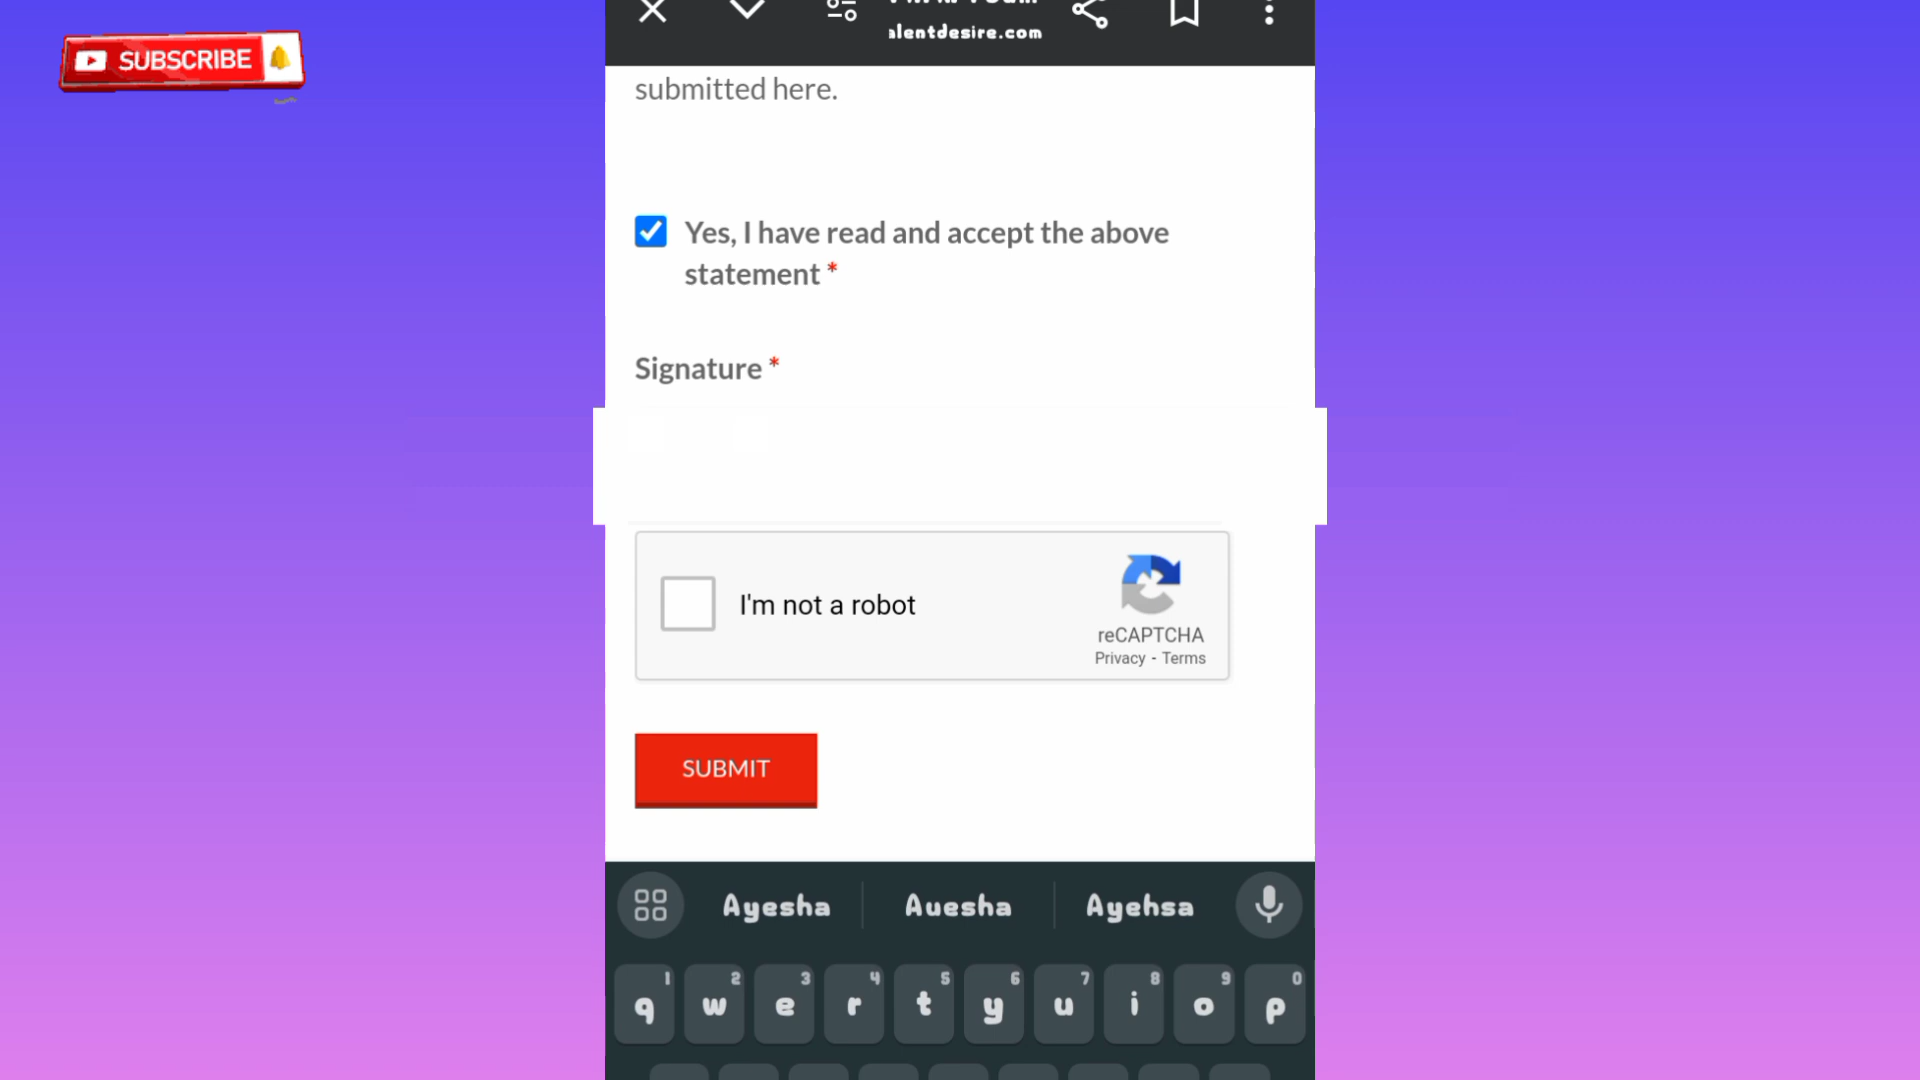 SUBSCRIBE
alentdesire.com
submitted here.
Yes, I have read and accept the above
statement *
Signature *
I'm not a robot
reCAPTCHA
Privacy - Terms
SUBMIT
Ayesha Auesha Ayehsa
1 2 3 4 5 6 7 8 9 0
q w e r t y u i o p